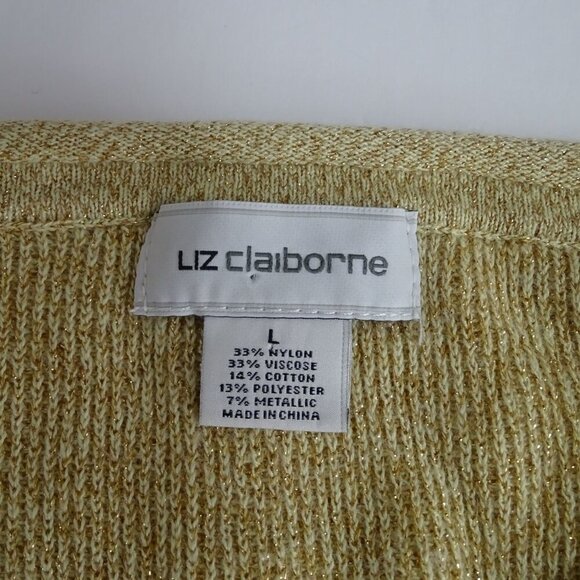 LIZ claiborne
L
33% NYLON
33% VISCOSE
14% COTTON
13% POLYESTER
7% METALLIC
MADE IN CHINA